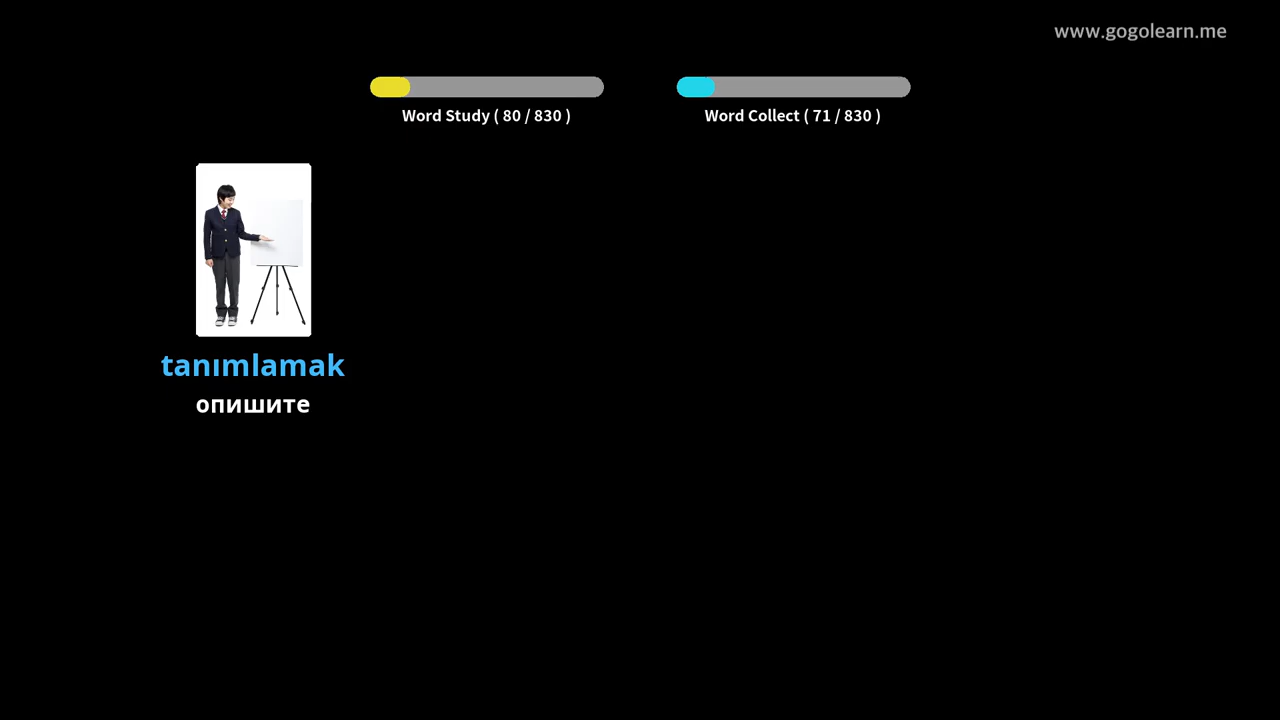 www.gogolearn.me
Word Study ( 80 / 830 )
Word Collect ( 71 / 830 )
tanımlamak
опишите